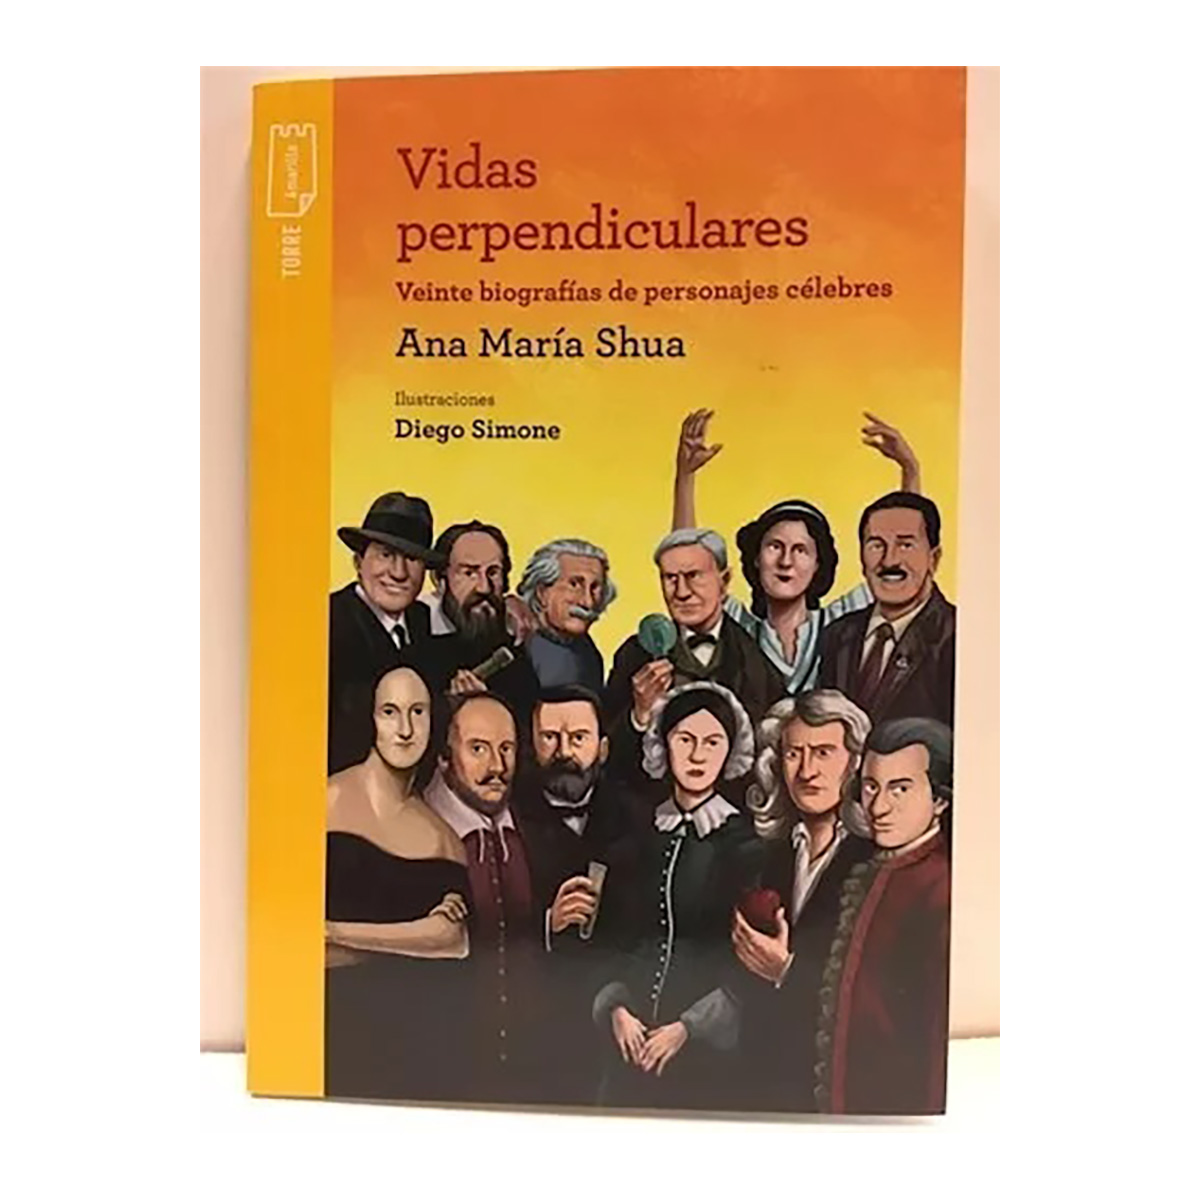 Vidas
perpendiculares
Veinte biografías de personajes célebres
Ana María Shua
Ilustraciones
Diego Simone
TORRE
amarilla